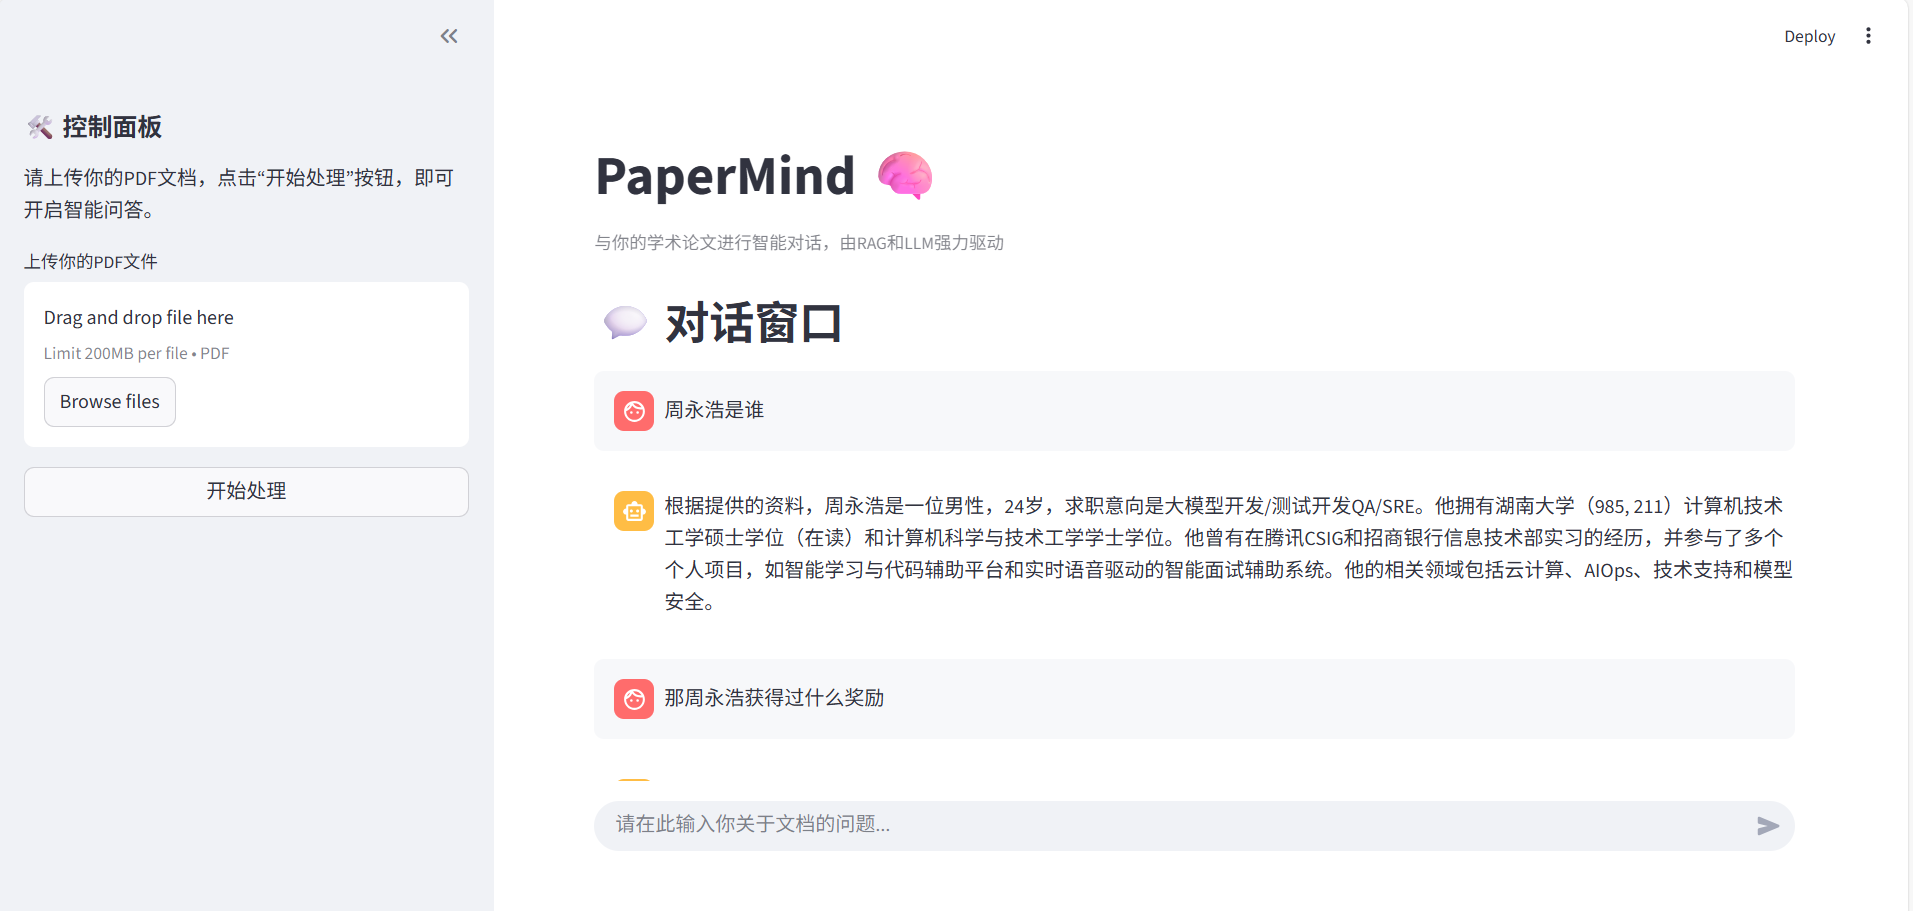 Deploy
🛠️ 控制面板
请上传你的PDF文档，点击“开始处理”按钮，即可
开启智能问答。
上传你的PDF文件
Drag and drop file here
Limit 200MB per file • PDF
Browse files
开始处理
PaperMind 🧠
与你的学术论文进行智能对话，由RAG和LLM强力驱动
💬 对话窗口
周永浩是谁
根据提供的资料，周永浩是一位男性，24岁，求职意向是大模型开发/测试开发QA/SRE。他拥有湖南大学（985, 211）计算机技术
工学硕士学位（在读）和计算机科学与技术工学学士学位。他曾有在腾讯CSIG和招商银行信息技术部实习的经历，并参与了多个
个人项目，如智能学习与代码辅助平台和实时语音驱动的智能面试辅助系统。他的相关领域包括云计算、AIOps、技术支持和模型
安全。
那周永浩获得过什么奖励
请在此输入你关于文档的问题...